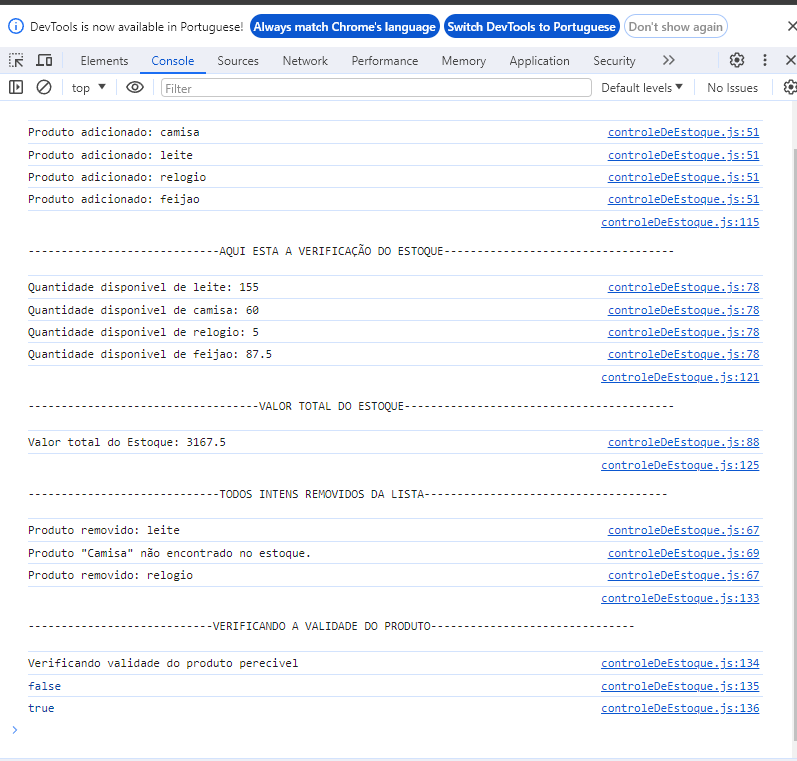 DevTools is now available in Portuguese! Always match Chrome's language Switch DevTools to Portuguese Don't show again
Elements Console Sources Network Performance Memory Application Security
top Filter Default levels No Issues
Produto adicionado: camisa controleDeEstoque.js:51
Produto adicionado: leite controleDeEstoque.js:51
Produto adicionado: relogio controleDeEstoque.js:51
Produto adicionado: feijao controleDeEstoque.js:51
controleDeEstoque.js:115
-----------------------------AQUI ESTA A VERIFICAÇÃO DO ESTOQUE-----------------------------------
Quantidade disponivel de leite: 155 controleDeEstoque.js:78
Quantidade disponivel de camisa: 60 controleDeEstoque.js:78
Quantidade disponivel de relogio: 5 controleDeEstoque.js:78
Quantidade disponivel de feijao: 87.5 controleDeEstoque.js:78
controleDeEstoque.js:121
-----------------------------------VALOR TOTAL DO ESTOQUE-----------------------------------------
Valor total do Estoque: 3167.5 controleDeEstoque.js:88
controleDeEstoque.js:125
-----------------------------TODOS INTENS REMOVIDOS DA LISTA-------------------------------------
Produto removido: leite controleDeEstoque.js:67
Produto "Camisa" não encontrado no estoque. controleDeEstoque.js:69
Produto removido: relogio controleDeEstoque.js:67
controleDeEstoque.js:133
----------------------------VERIFICANDO A VALIDADE DO PRODUTO-------------------------------
Verificando validade do produto perecivel controleDeEstoque.js:134
false controleDeEstoque.js:135
true controleDeEstoque.js:136